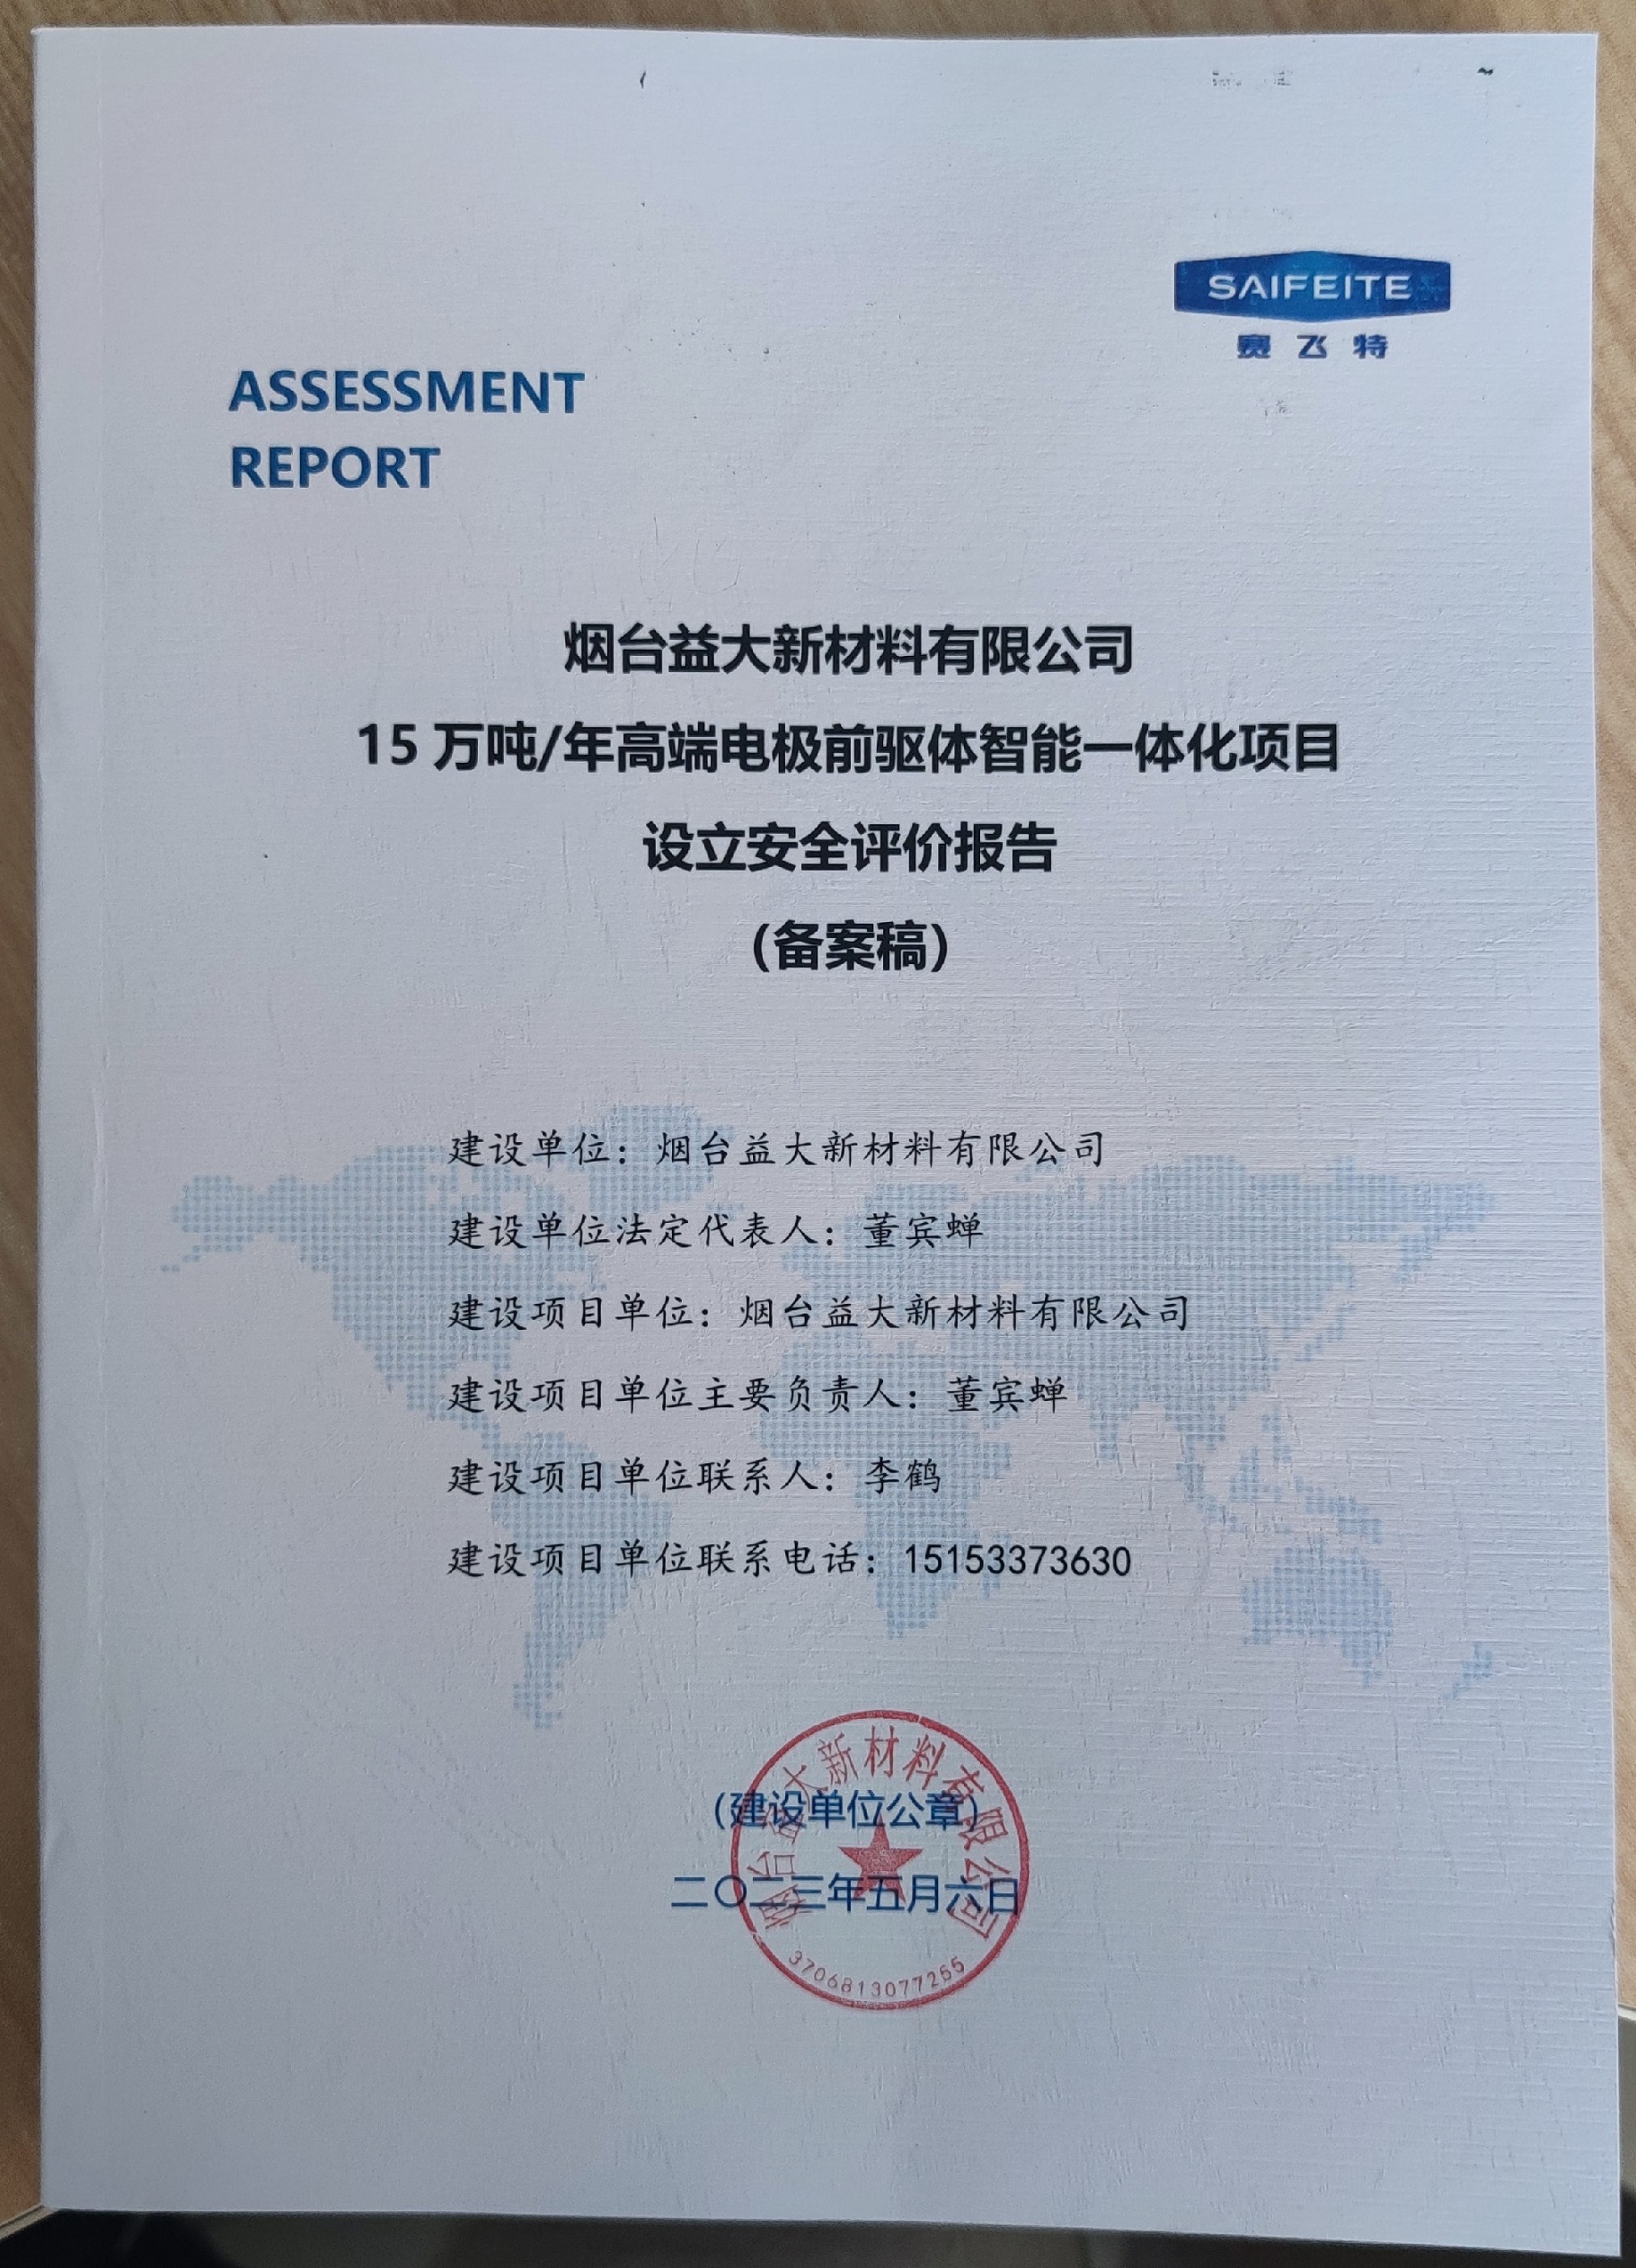 SAIFEITE
赛飞特
ASSESSMENT
REPORT
烟台益大新材料有限公司
15万吨/年高端电极前驱体智能一体化项目
设立安全评价报告
(备案稿)
建设单位：烟台益大新材料有限公司
建设单位法定代表人：董宾蝉
建设项目单位：烟台益大新材料有限公司
建设项目单位主要负责人：董宾蝉
建设项目单位联系人：李鹤
建设项目单位联系电话：15153373630
(建设单位公章)
二〇二三年五月六日
烟台益大新材料有限公司
3706813077265